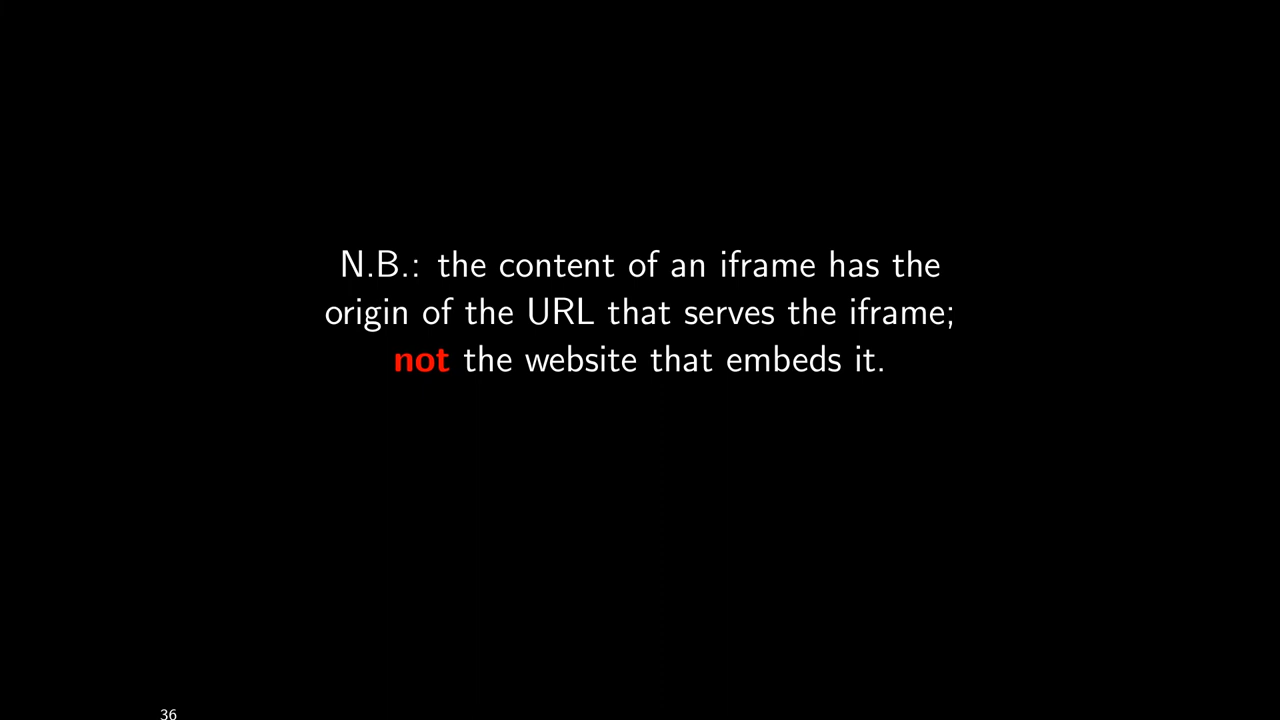 N.B.: the content of an iframe has the
origin of the URL that serves the iframe;
not the website that embeds it.
36